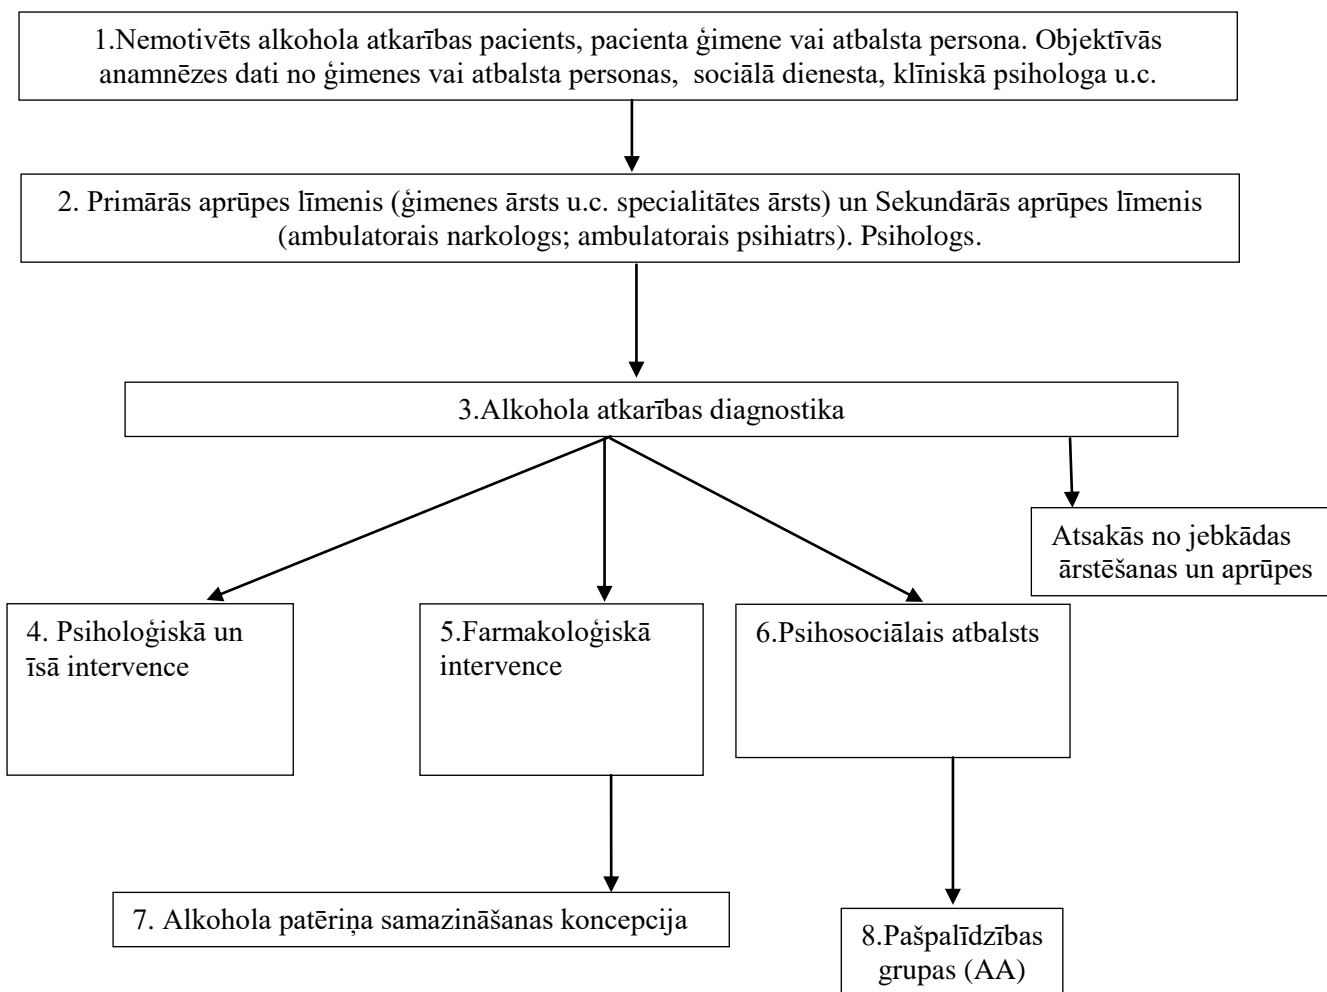 1.Nemotivēts alkohola atkarības pacients, pacienta ģimene vai atbalsta persona. Objektīvās
anamnēzes dati no ģimenes vai atbalsta personas, sociālā dienesta, klīniskā psihologa u.c.
2. Primārās aprūpes līmenis (ģimenes ārsts u.c. specialitātes ārsts) un Sekundārās aprūpes līmenis
(ambulatorais narkologs; ambulatorais psihiatrs). Psihologs.
3.Alkohola atkarības diagnostika
Atsakās no jebkādas
ārstēšanas un aprūpes
4. Psiholoģiskā un
īsā intervence
5.Farmakoloģiskā
intervence
6.Psihosociālais atbalsts
7. Alkohola patēriņa samazināšanas koncepcija
8.Pašpalīdzības
grupas (AA)